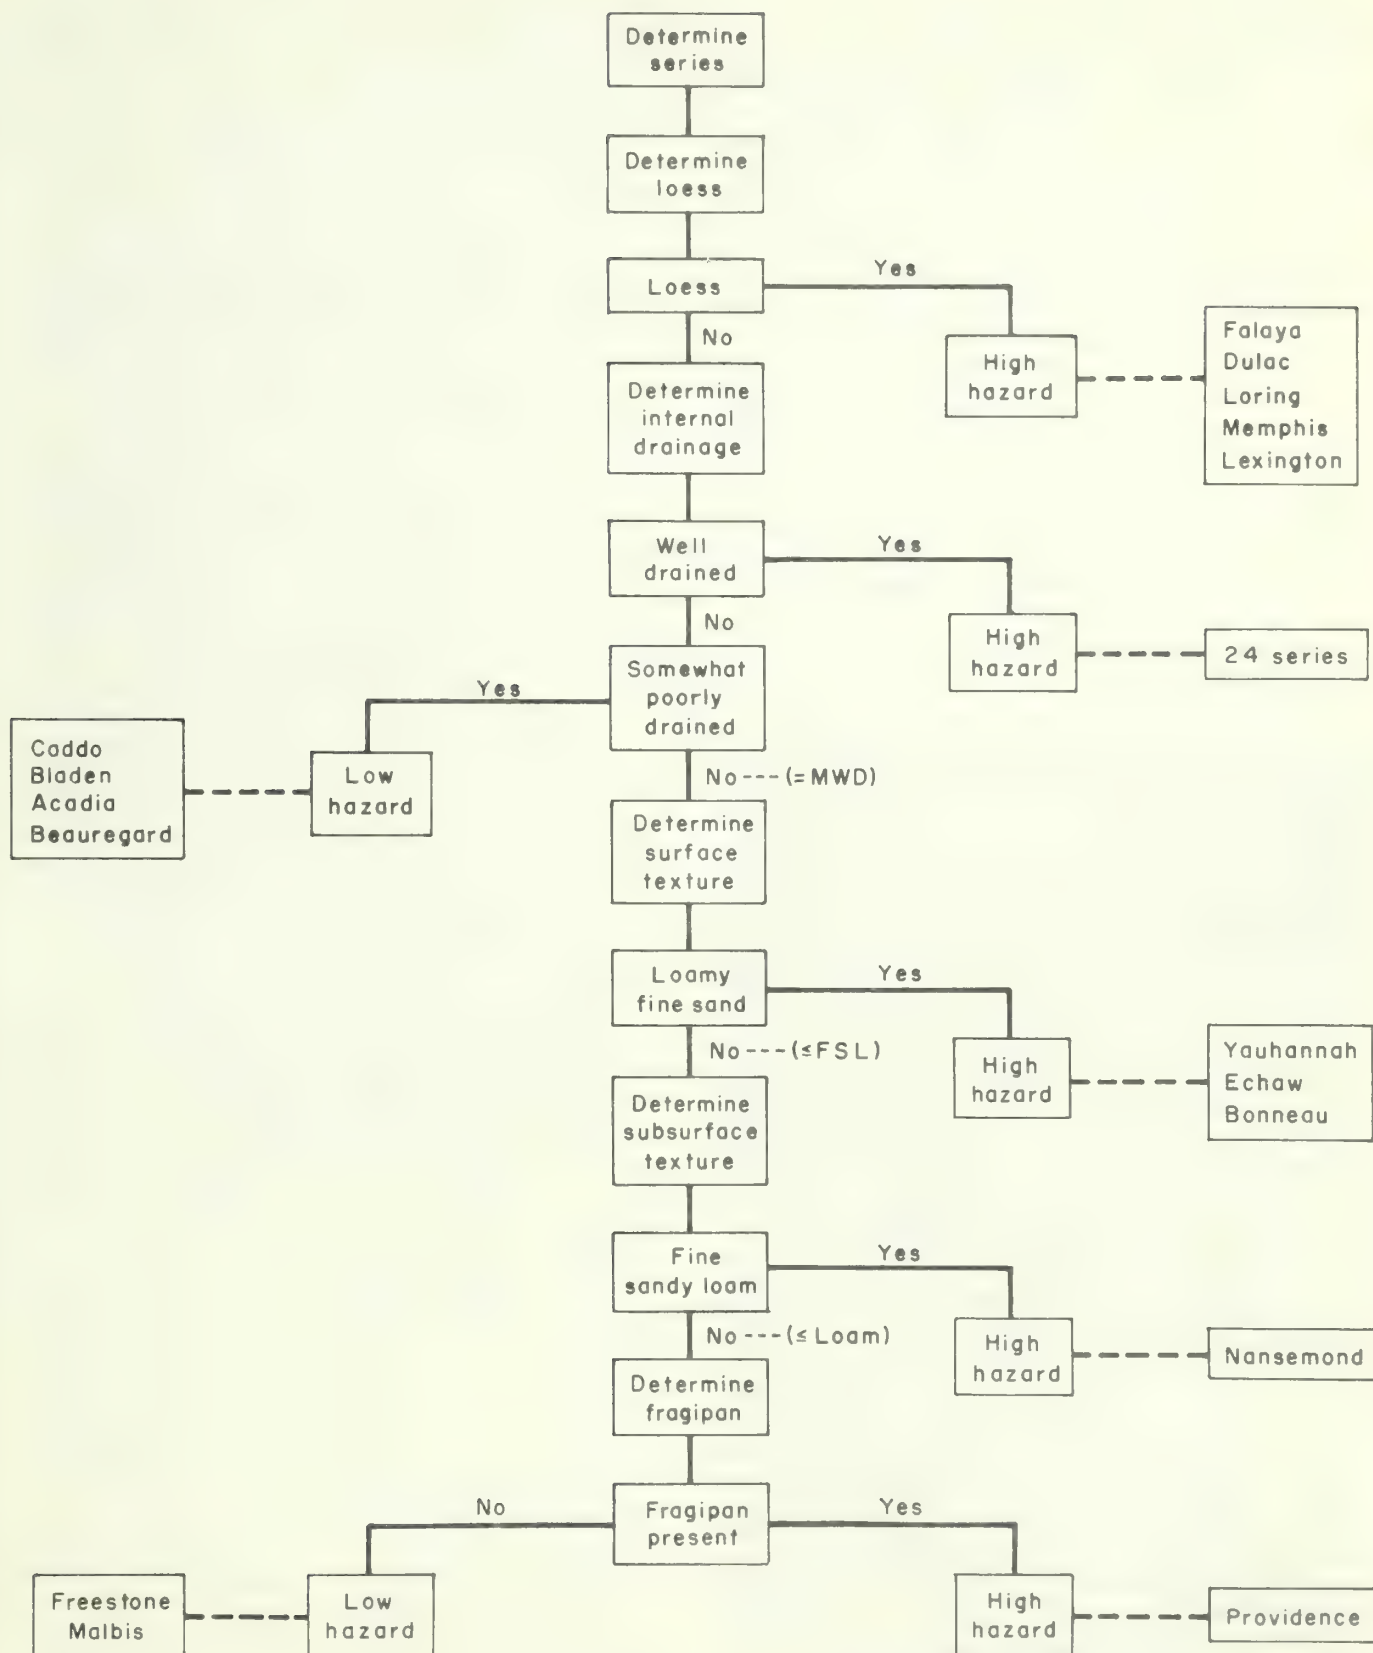 Determine
series
Determine
loess
Loess
Yes
No
High
hazard
Falaya
Dulac
Loring
Memphis
Lexington
Determine
internal
drainage
Well
drained
Yes
No
High
hazard
24 series
Somewhat
poorly
drained
Yes
Low
hazard
Caddo
Bladen
Acadia
Beauregard
No---(=MWD)
Determine
surface
texture
Loamy
fine sand
Yes
No---(≤FSL)
High
hazard
Yauhannah
Echaw
Bonneau
Determine
subsurface
texture
Fine
sandy loam
Yes
No---(≤Loam)
High
hazard
Nansemond
Determine
fragipan
Fragipan
present
No
Yes
Low
hazard
Freestone
Malbis
High
hazard
Providence